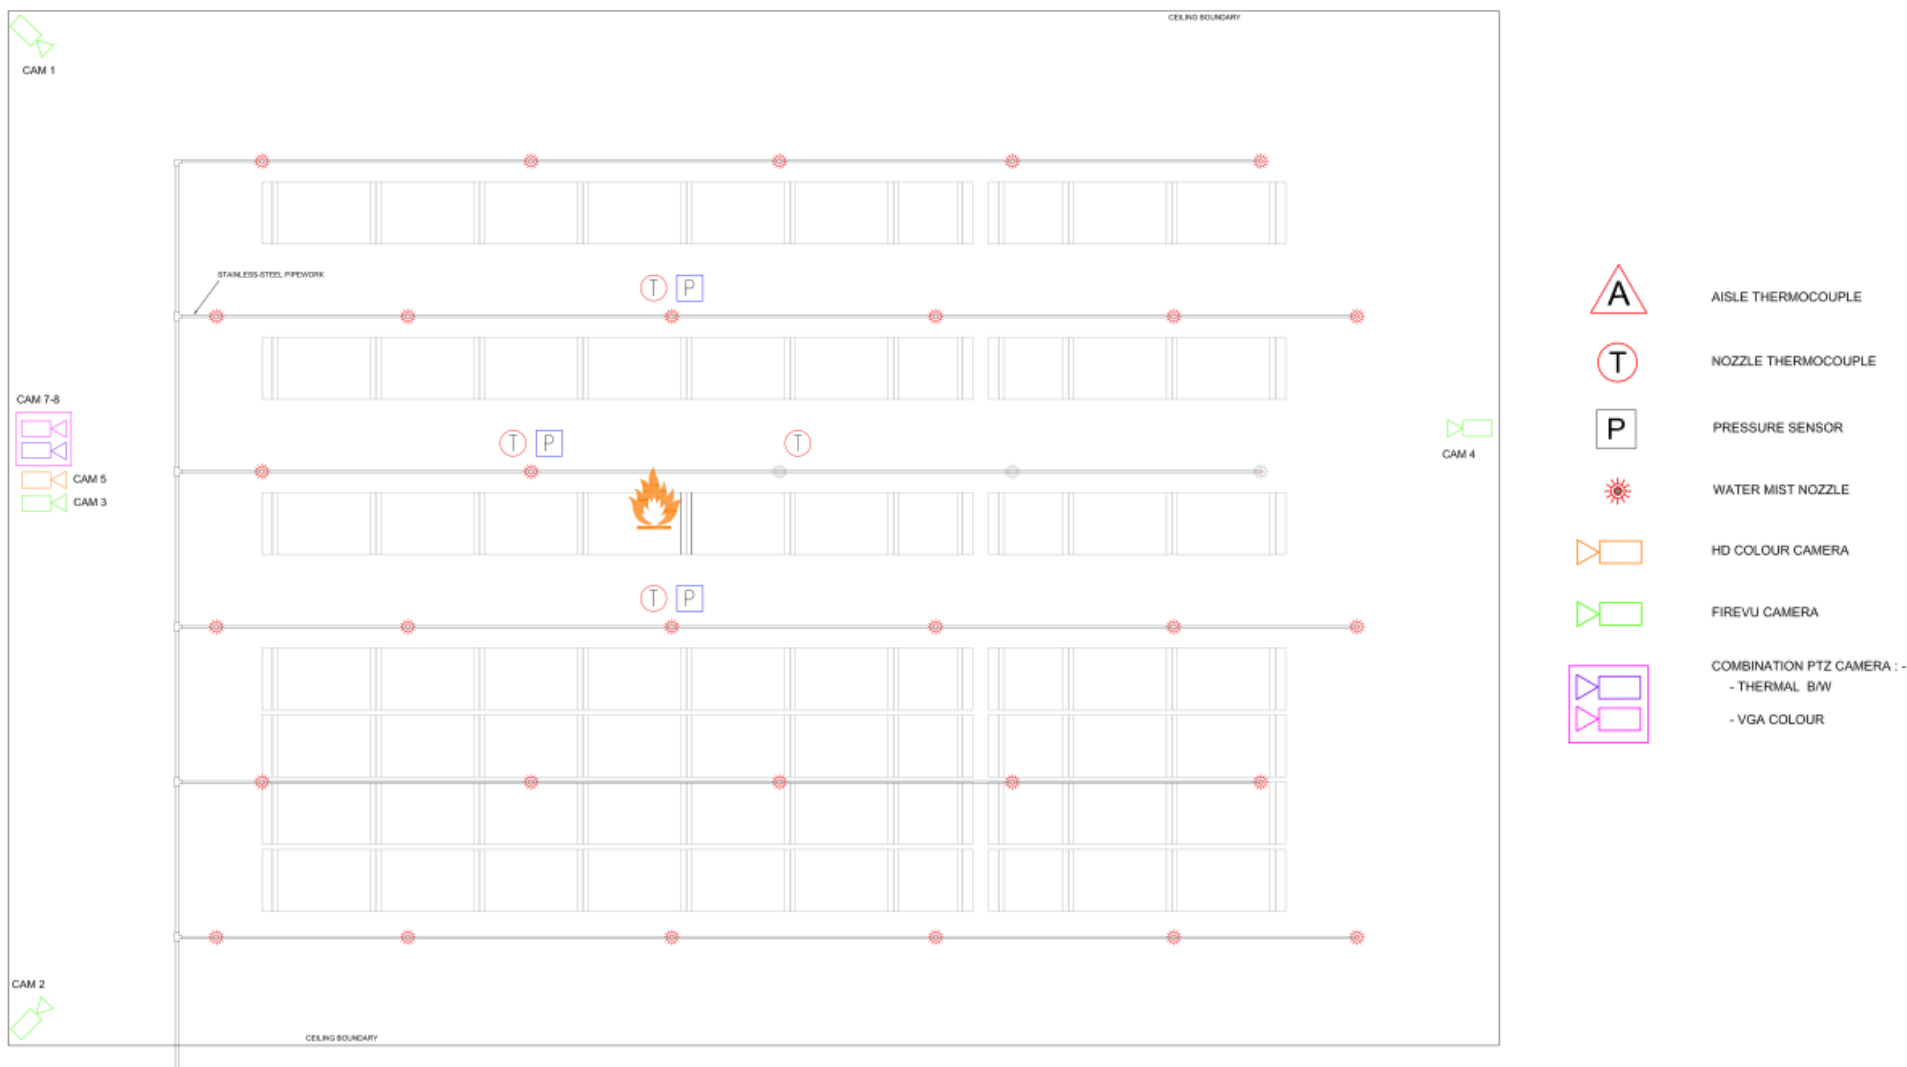 CEILING BOUNDARY
CAM 1
STAINLESS-STEEL PIPEWORK
T P
CAM 7-8
T P T
CAM 4
CAM 5
CAM 3
T P
CAM 2
CEILING BOUNDARY
A AISLE THERMOCOUPLE
T NOZZLE THERMOCOUPLE
P PRESSURE SENSOR
WATER MIST NOZZLE
HD COLOUR CAMERA
FIREVU CAMERA
COMBINATION PTZ CAMERA : -
- THERMAL B/W
- VGA COLOUR